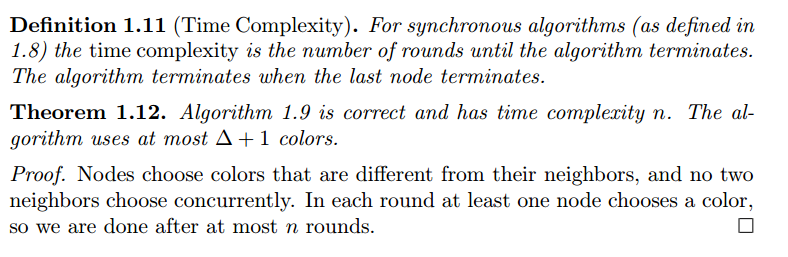 Definition 1.11 (Time Complexity). For synchronous algorithms (as defined in
1.8) the time complexity is the number of rounds until the algorithm terminates.
The algorithm terminates when the last node terminates.
Theorem 1.12. Algorithm 1.9 is correct and has time complexity n. The al-
gorithm uses at most Δ + 1 colors.
Proof. Nodes choose colors that are different from their neighbors, and no two
neighbors choose concurrently. In each round at least one node chooses a color,
so we are done after at most n rounds. □